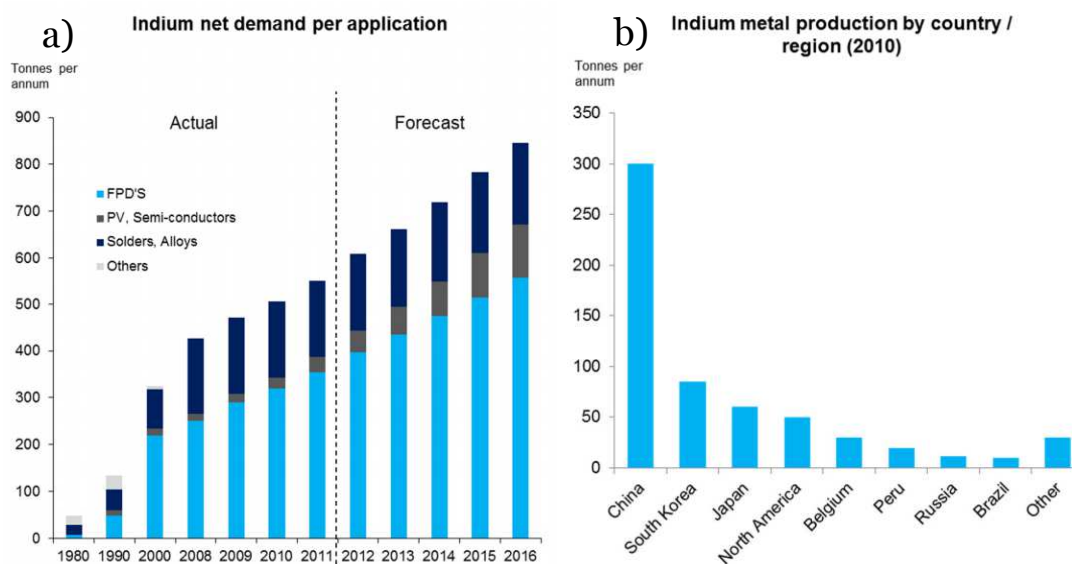 a)
Indium net demand per application
Tonnes per
annum
900
800
700
600
500
400
300
200
100
0
Actual
Forecast
FPD'S
PV, Semi-conductors
Solders, Alloys
Others
1980 1990 2000 2008 2009 2010 2011 2012 2013 2014 2015 2016
b)
Indium metal production by country /
region (2010)
Tonnes per
annum
350
300
250
200
150
100
50
0
China
South Korea
Japan
North America
Belgium
Peru
Russia
Brazil
Other